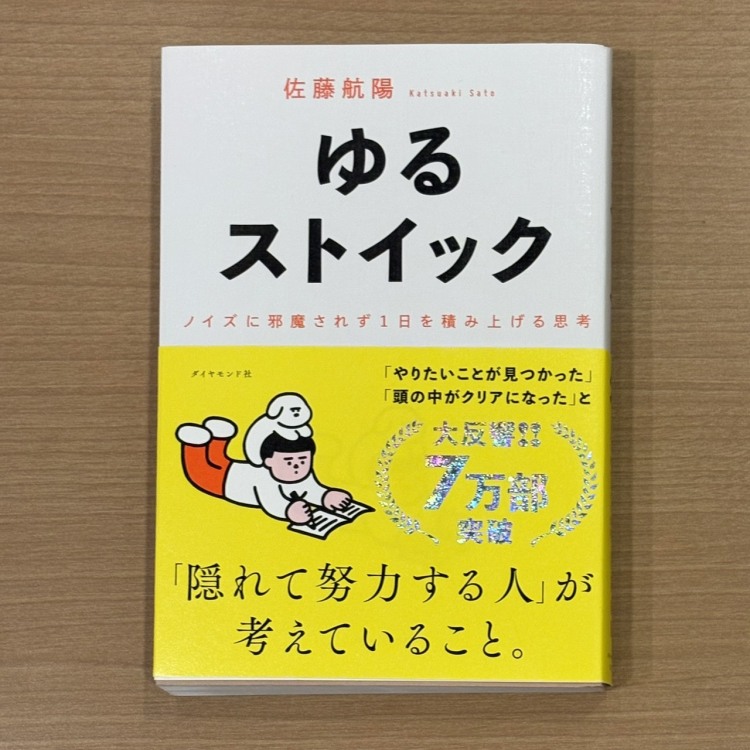 佐藤航陽 Katsuaki Sato
ゆる
ストイック
ノイズに邪魔されず1日を積み上げる思考
ダイヤモンド社
「やりたいことが見つかった」
「頭の中がクリアになった」と
大反響!!
7万部
突破
「隠れて努力する人」が
考えていること。